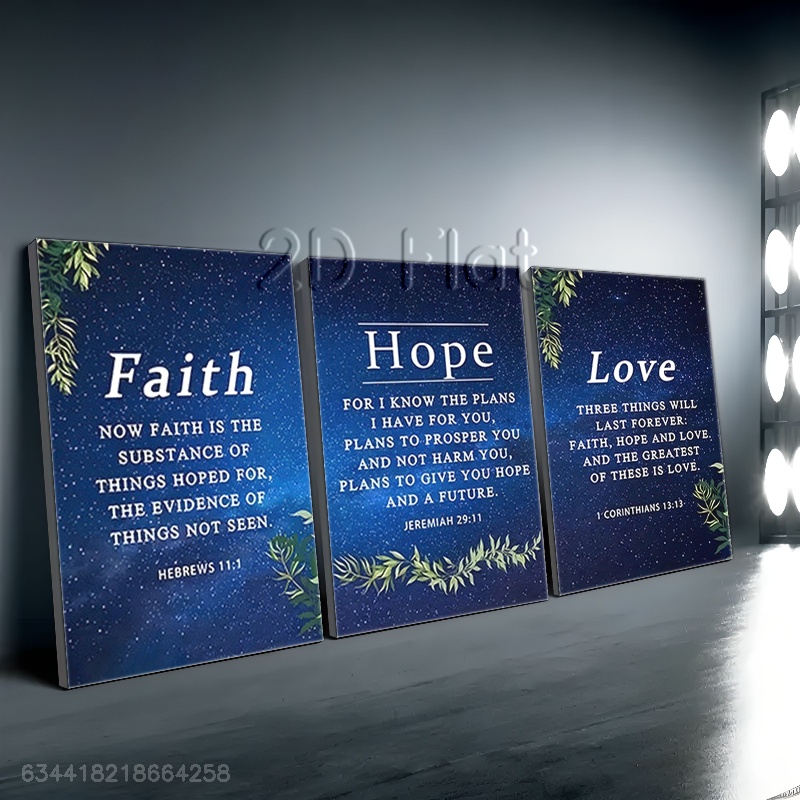 2D Flat
Faith
NOW FAITH IS THE
SUBSTANCE OF
THINGS HOPED FOR,
THE EVIDENCE OF
THINGS NOT SEEN.
HEBREWS 11:1
Hope
FOR I KNOW THE PLANS
I HAVE FOR YOU,
PLANS TO PROSPER YOU
AND NOT HARM YOU,
PLANS TO GIVE YOU HOPE
AND A FUTURE.
JEREMIAH 29:11
Love
THREE THINGS WILL
LAST FOREVER:
FAITH, HOPE AND LOVE.
AND THE GREATEST
OF THESE IS LOVE.
1 CORINTHIANS 13:13
634418218664258